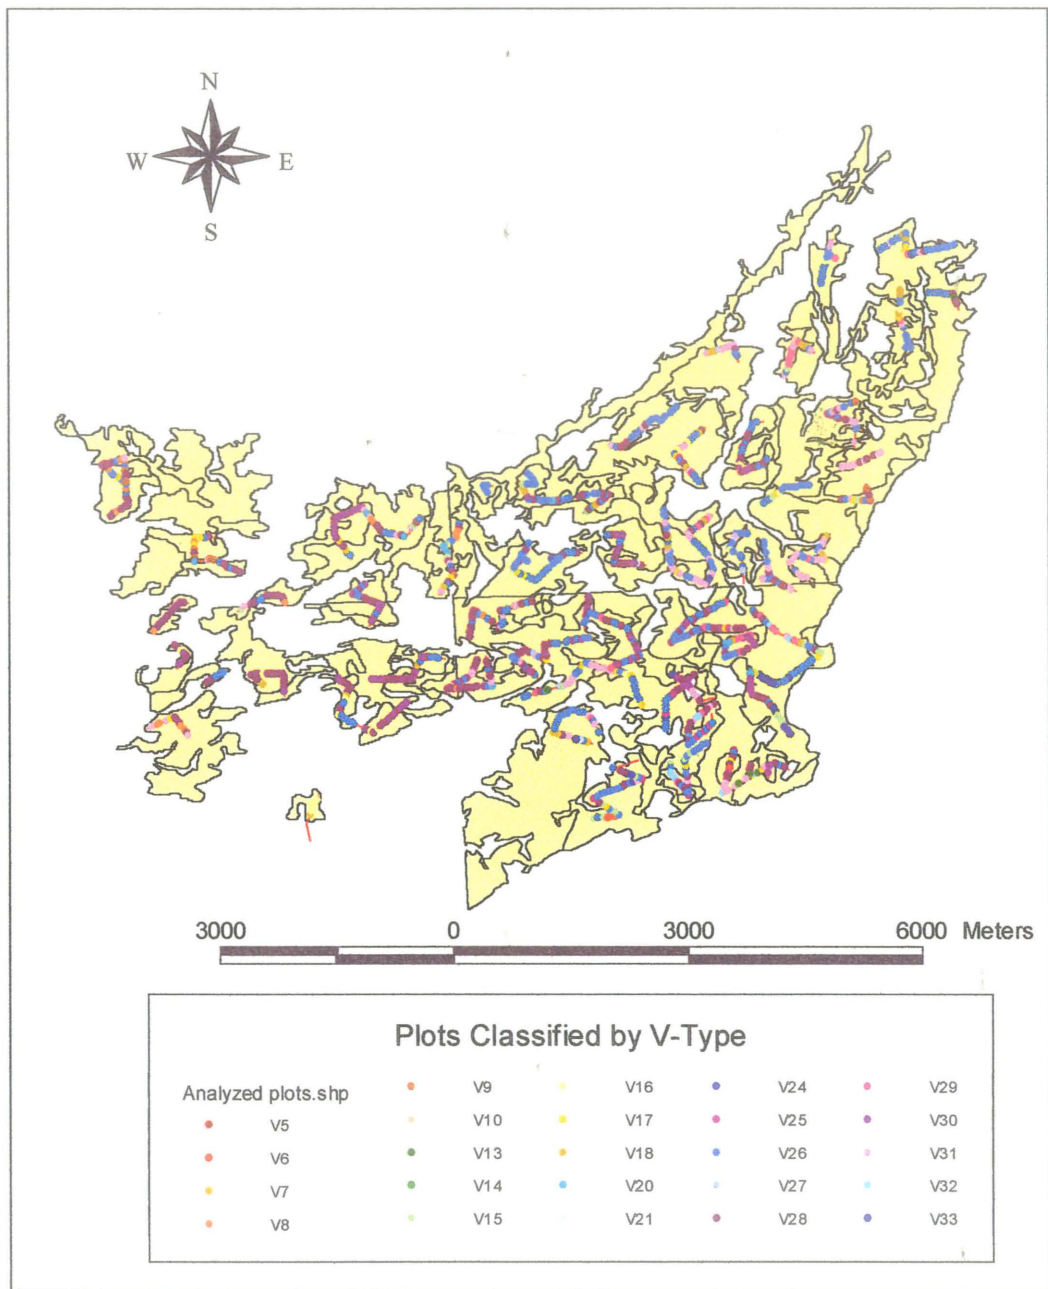 N
W E
S
3000 0 3000 6000 Meters
Plots Classified by V-Type
Analyzed plots.shp
V5
V6
V7
V8
V9
V10
V13
V14
V15
V16
V17
V18
V20
V21
V24
V25
V26
V27
V28
V29
V30
V31
V32
V33